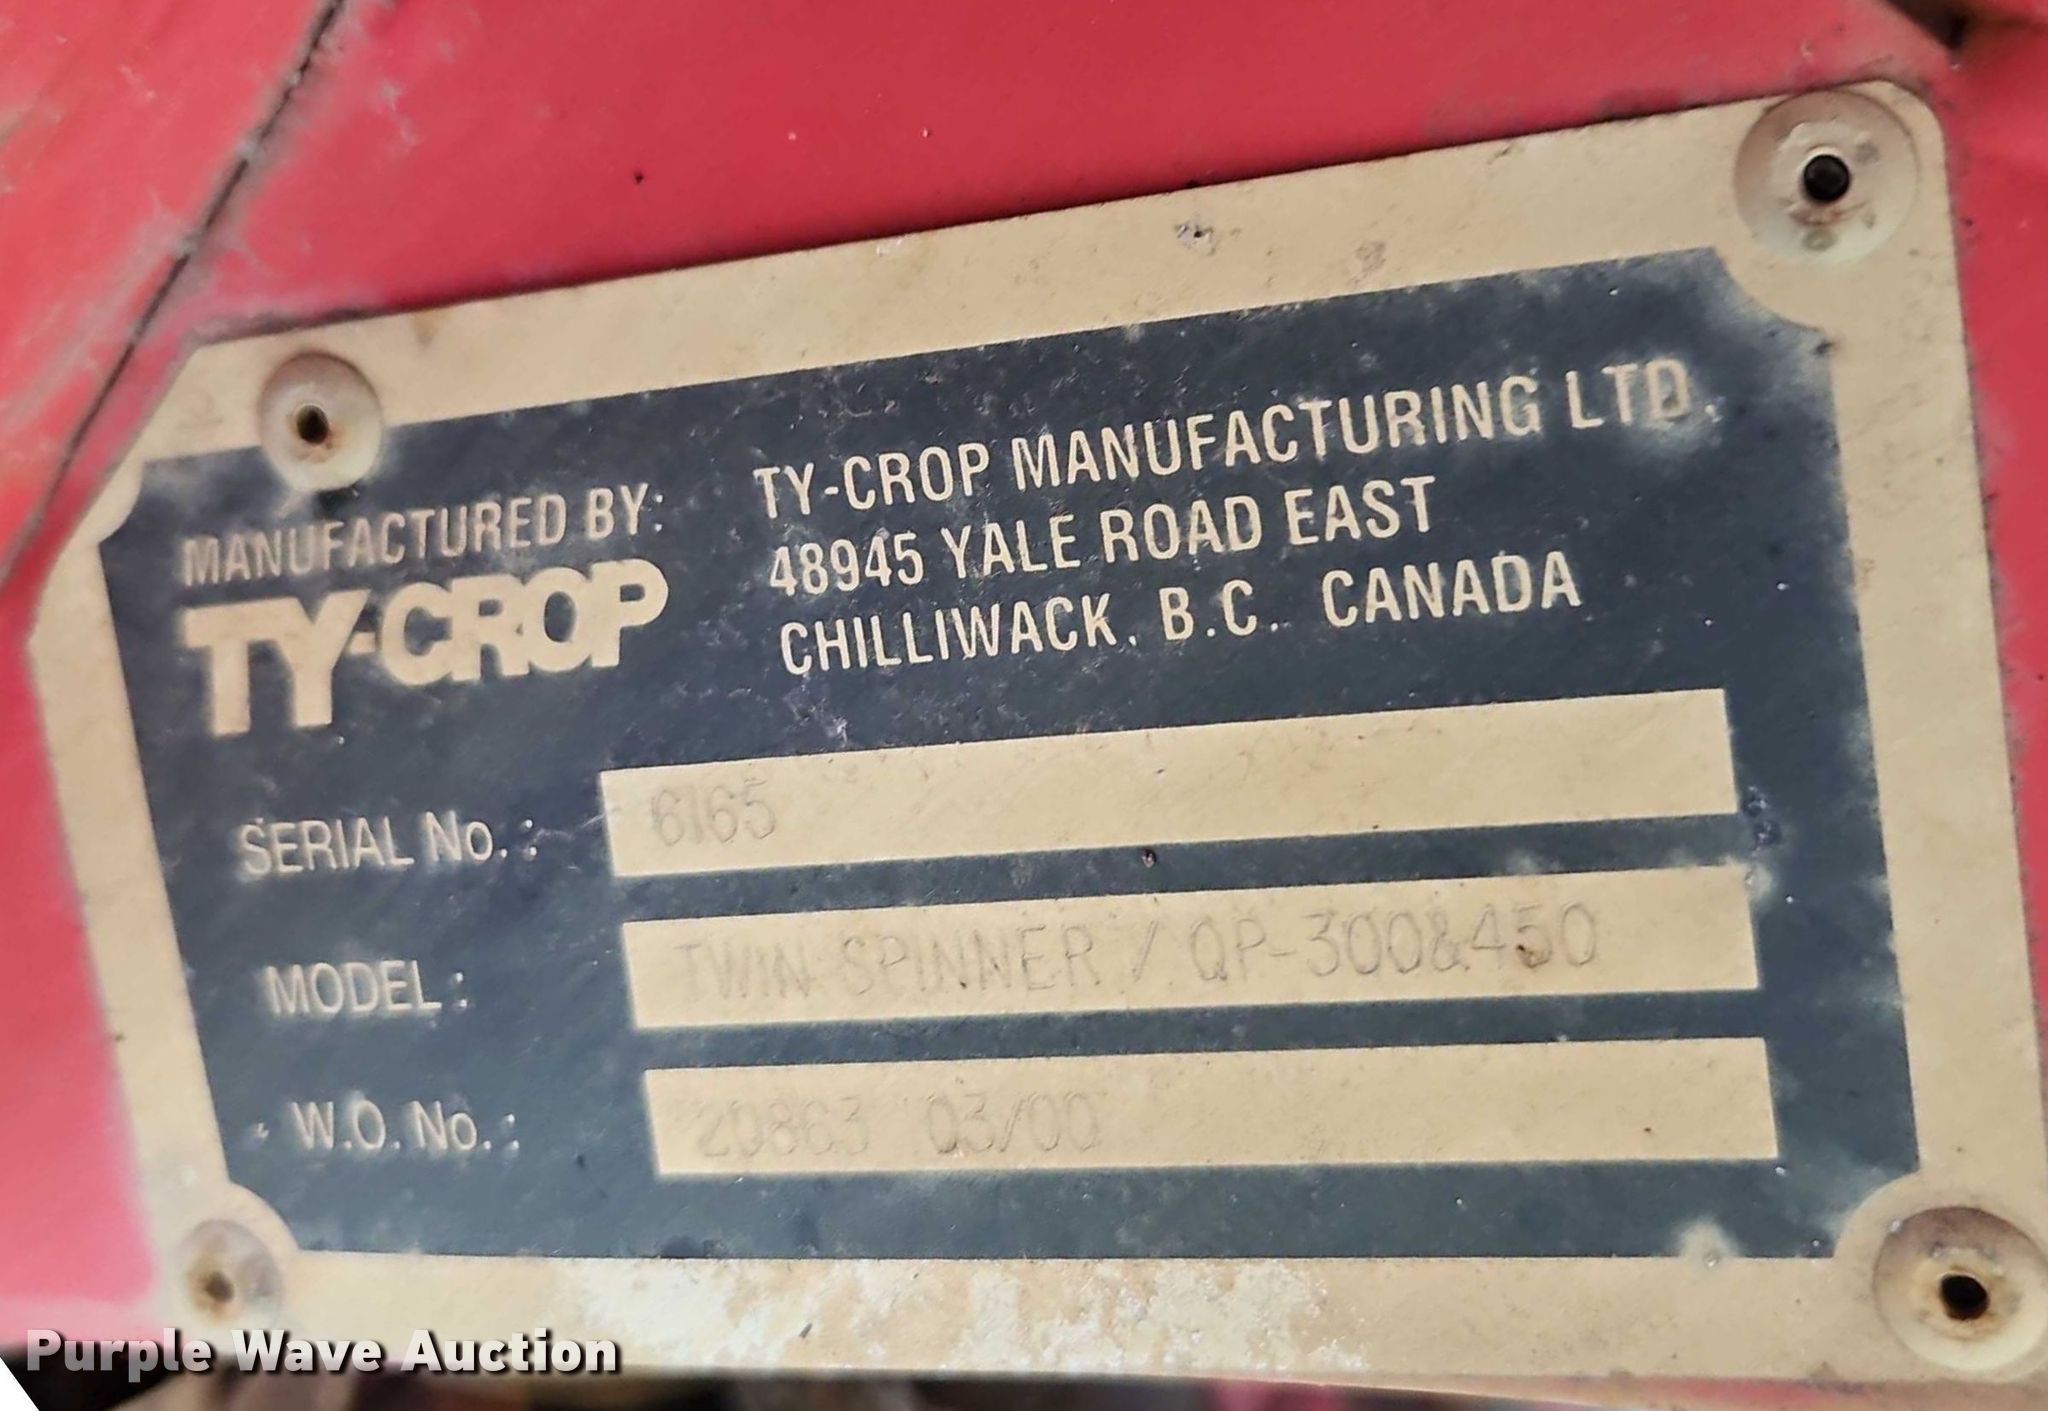 MANUFACTURED BY:
TY-CROP
TY-CROP MANUFACTURING LTD.
48945 YALE ROAD EAST
CHILLIWACK, B.C. CANADA
SERIAL No.: 6165
MODEL: TWIN SPINNER / QP-300&450
W.O. No.: 20863 03/00
Purple Wave Auction